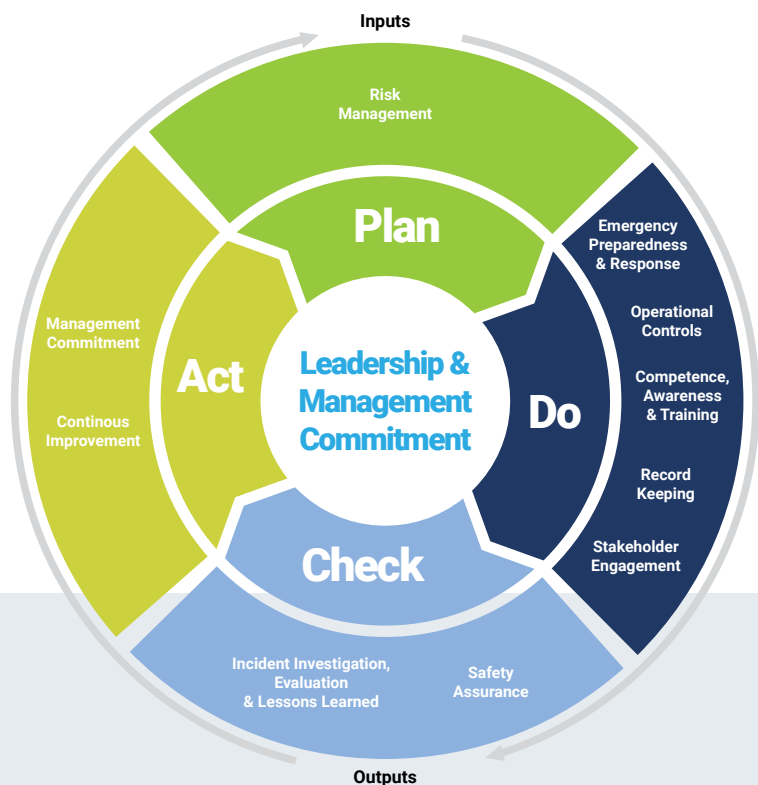 Inputs
Risk
Management
Plan
Emergency
Preparedness
& Response
Operational
Controls
Competence,
Awareness
& Training
Record
Keeping
Stakeholder
Engagement
Do
Leadership &
Management
Commitment
Act
Management
Commitment
Continous
Improvement
Check
Incident Investigation,
Evaluation
& Lessons Learned
Safety
Assurance
Outputs